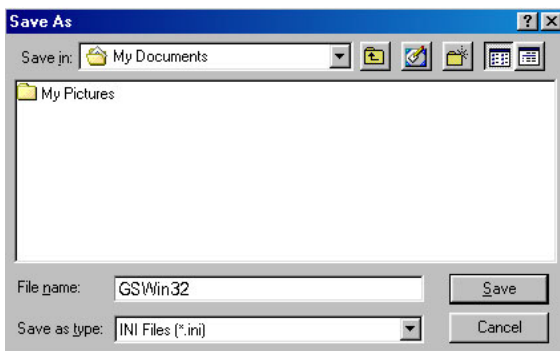 Save As
Save in: My Documents
My Pictures
File name: GSWin32 Save
Save as type: INI Files (*.ini) Cancel